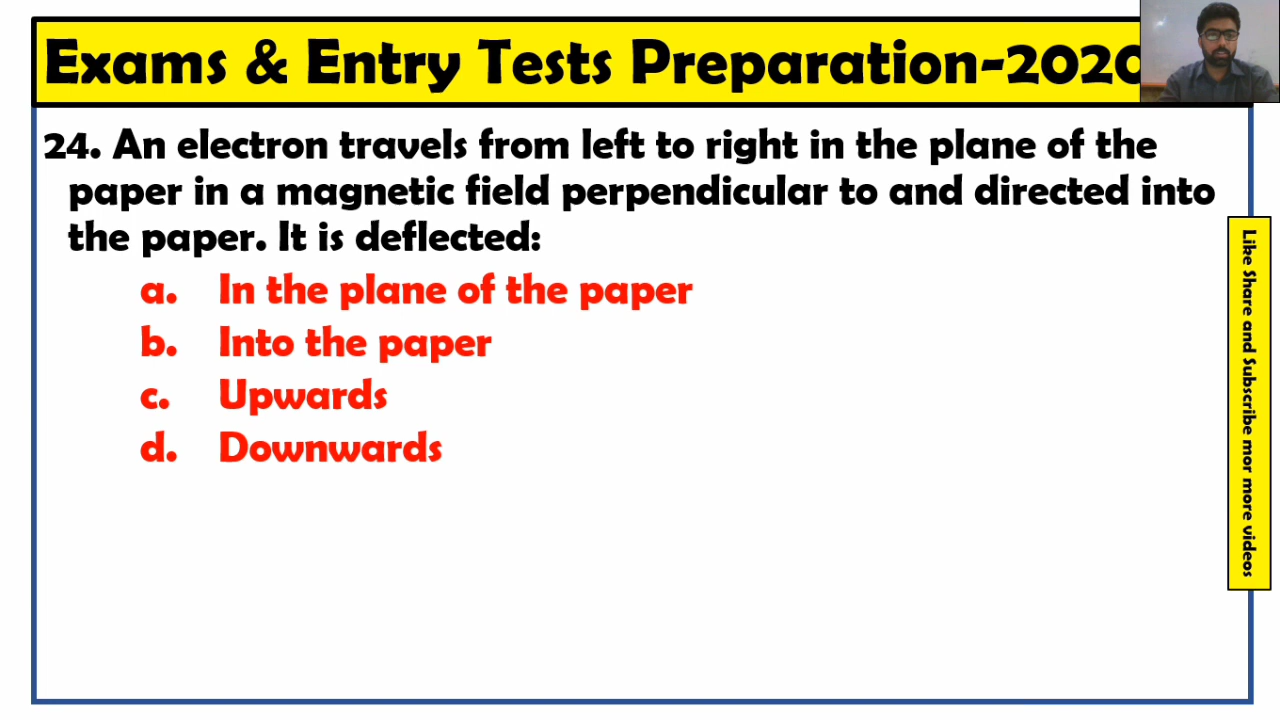 Exams & Entry Tests Preparation-2020
24. An electron travels from left to right in the plane of the
paper in a magnetic field perpendicular to and directed into
the paper. It is deflected:
a. In the plane of the paper
b. Into the paper
c. Upwards
d. Downwards
Like Share and Subscribe mor more videos